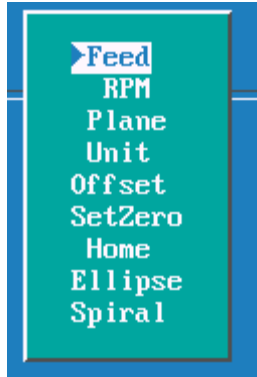 Feed
RPM
Plane
Unit
Offset
SetZero
Home
Ellipse
Spiral